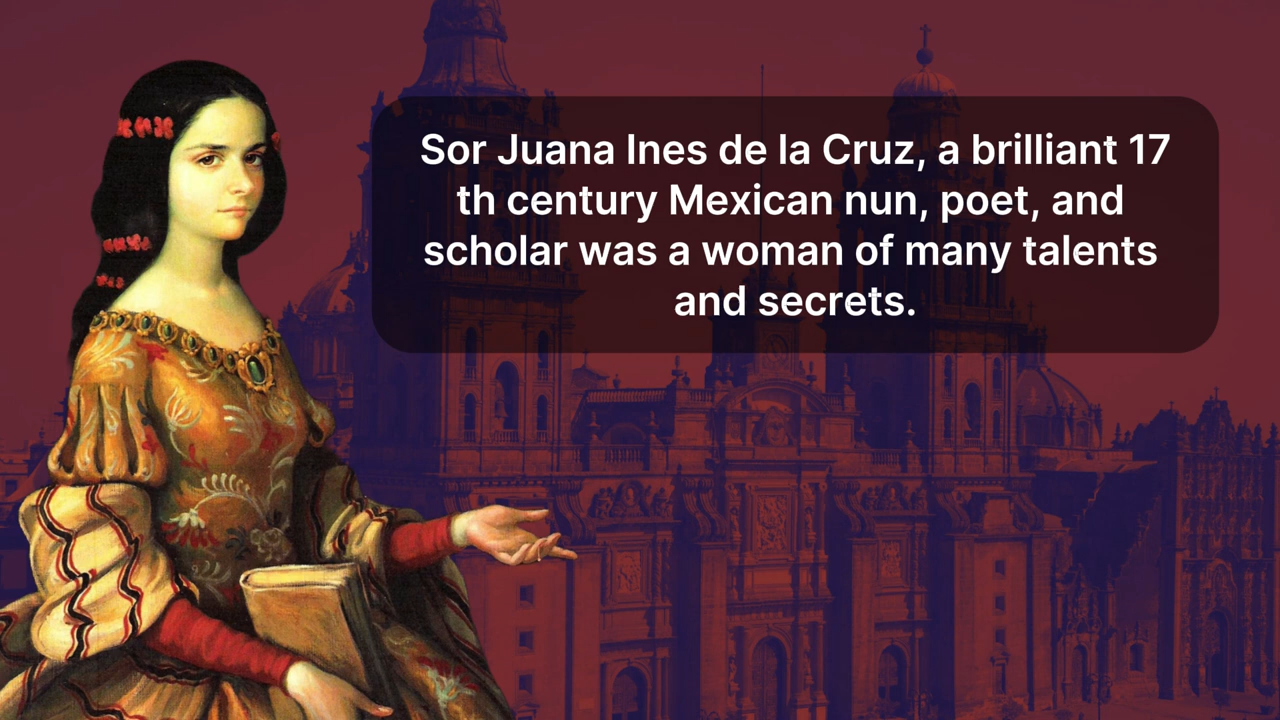 Sor Juana Ines de la Cruz, a brilliant 17
th century Mexican nun, poet, and
scholar was a woman of many talents
and secrets.